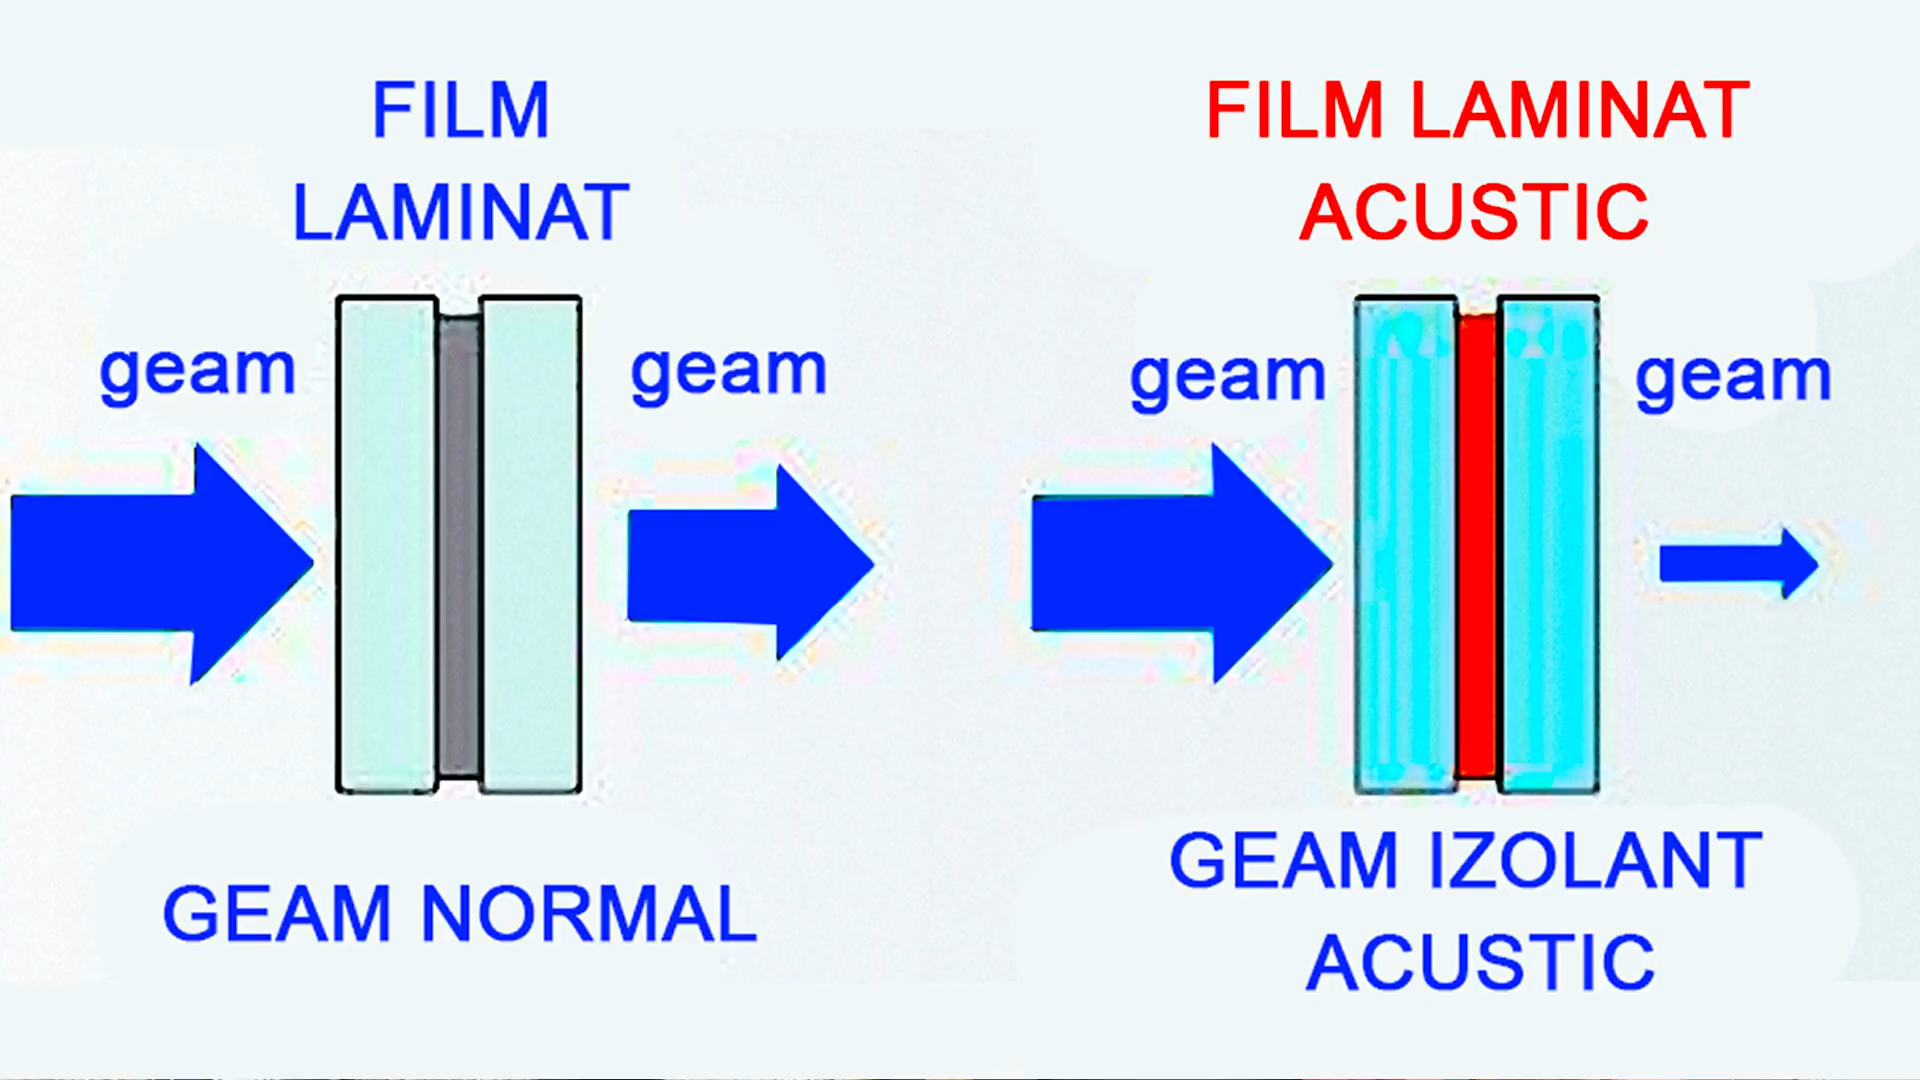 FILM
LAMINAT
geam
geam
GEAM NORMAL
FILM LAMINAT
ACUSTIC
geam
geam
GEAM IZOLANT
ACUSTIC